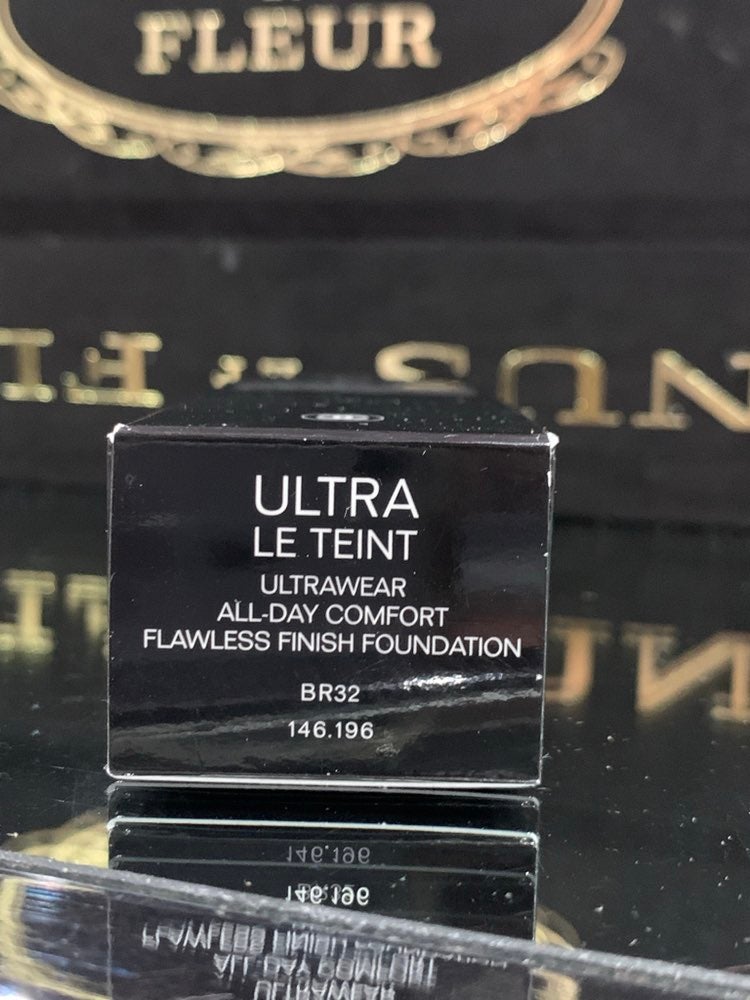 FLEUR
ULTRA
LE TEINT
ULTRAWEAR
ALL-DAY COMFORT
FLAWLESS FINISH FOUNDATION
BR32
146.196